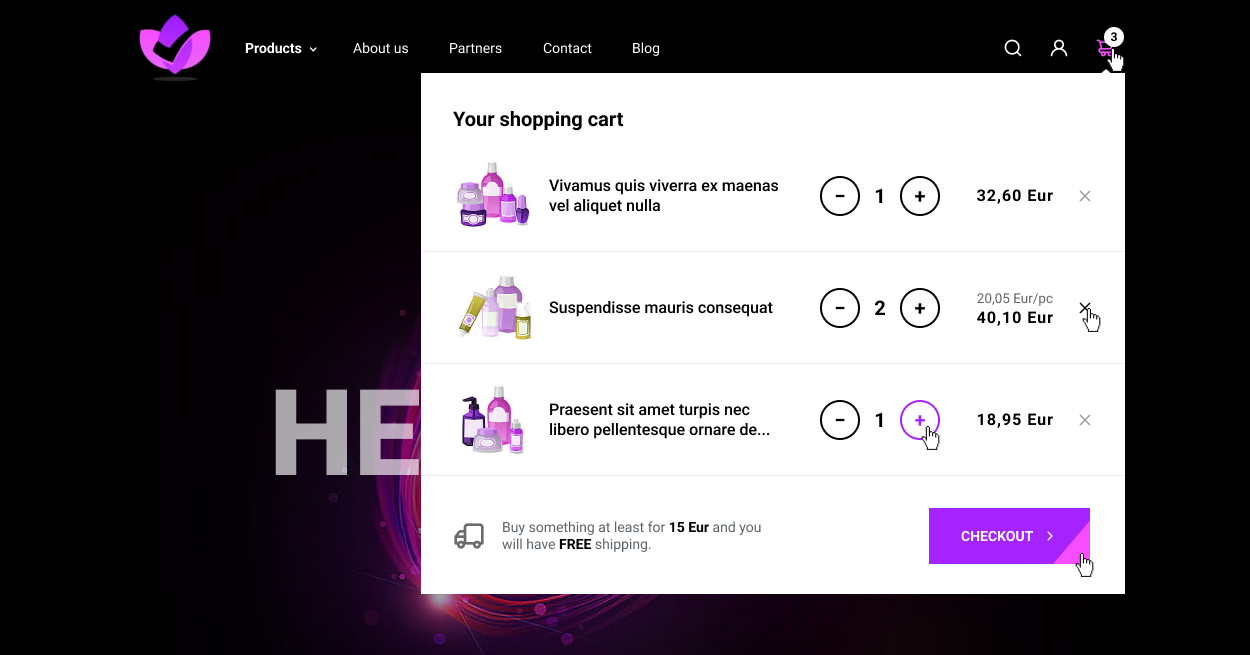 Products
About us
Partners
Contact
Blog
3
Your shopping cart
Vivamus quis viverra ex maenas
vel aliquet nulla
− 1 +
32,60 Eur
Suspendisse mauris consequat
− 2 +
20,05 Eur/pc
40,10 Eur
Praesent sit amet turpis nec
libero pellentesque ornare de...
− 1 +
18,95 Eur
HE
Buy something at least for 15 Eur and you
will have FREE shipping.
CHECKOUT